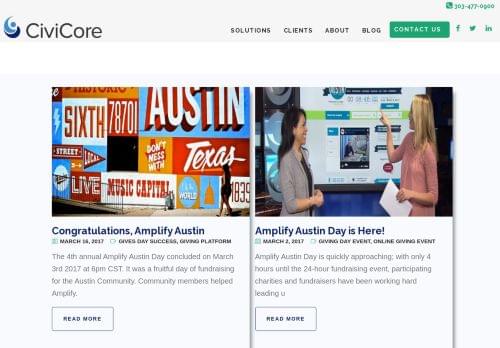 303-477-0900
CiviCore
SOLUTIONS CLIENTS ABOUT BLOG CONTACT US
AUSTIN
SIXTH
78701
STREET
LOCAL
DON'T MESS WITH
Texas
LIVE
MUSIC CAPITAL
WORLD
1839
Congratulations, Amplify Austin
MARCH 16, 2017 GIVES DAY SUCCESS, GIVING PLATFORM
The 4th annual Amplify Austin Day concluded on March
3rd 2017 at 6pm CST. It was a fruitful day of fundraising
for the Austin Community. Community members helped
Amplify.
READ MORE
Amplify Austin Day is Here!
MARCH 2, 2017 GIVING DAY EVENT, ONLINE GIVING EVENT
Amplify Austin Day is quickly approaching; with only 4
hours until the 24-hour fundraising event, participating
charities and fundraisers have been working hard
leading u
READ MORE